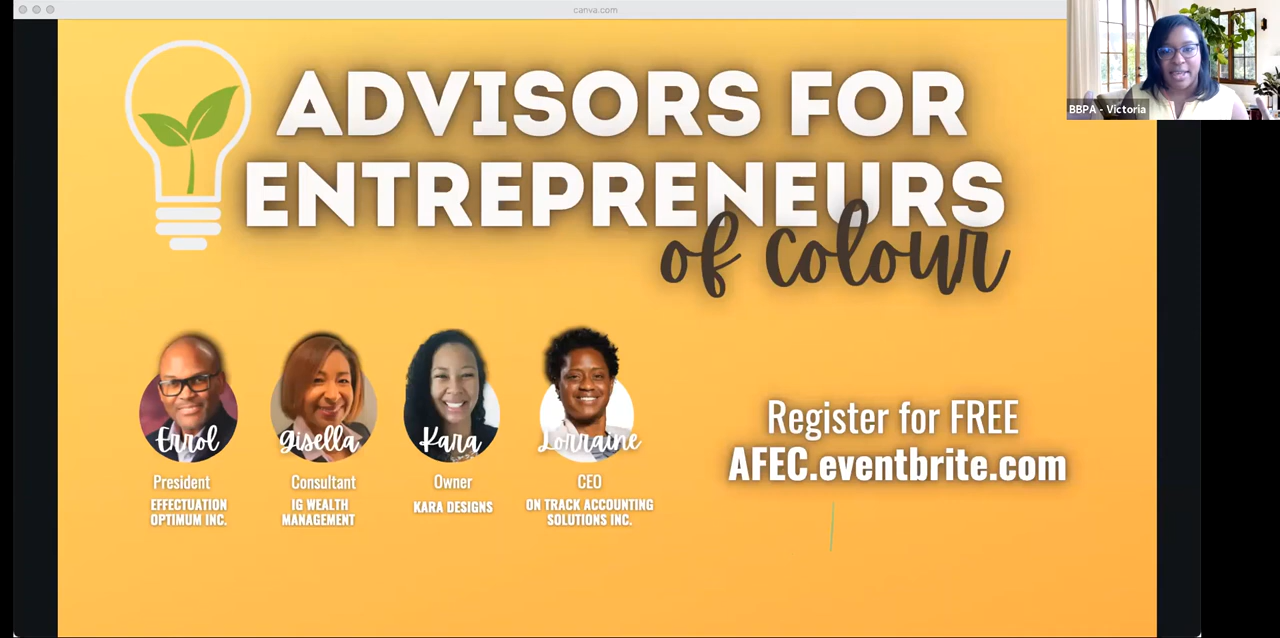 canva.com
BBPA - Victoria
ADVISORS FOR
ENTREPRENEURS
of colour
Errol
Gisella
Kara
Lorraine
President
EFFECTUATION
OPTIMUM INC.
Consultant
IG WEALTH
MANAGEMENT
Owner
KARA DESIGNS
CEO
ON TRACK ACCOUNTING
SOLUTIONS INC.
Register for FREE
AFEC.eventbrite.com